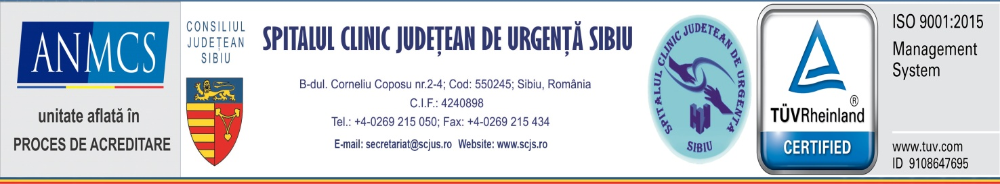 ANMCS
unitate aflată în
PROCES DE ACREDITARE
CONSILIUL
JUDEȚEAN
SIBIU
SPITALUL CLINIC JUDEȚEAN DE URGENȚĂ SIBIU
B-dul. Corneliu Coposu nr.2-4; Cod: 550245; Sibiu, România
C.I.F.: 4240898
Tel.: +4-0269 215 050; Fax: +4-0269 215 434
E-mail: secretariat@scjus.ro Website: www.scjs.ro
SPITALUL CLINIC JUDETEAN DE URGENTA
SIBIU
®
TÜVRheinland
CERTIFIED
ISO 9001:2015
Management
System
www.tuv.com
ID 9108647695